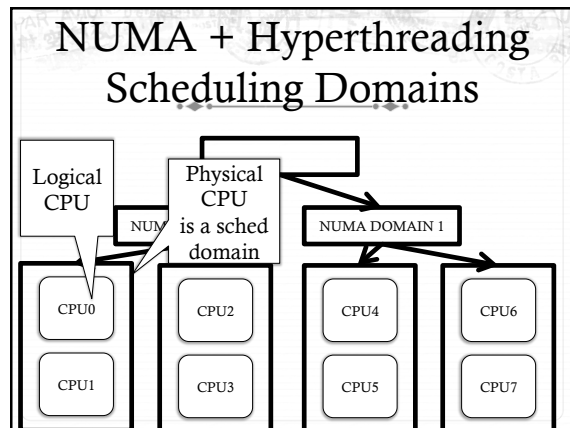 NUMA + Hyperthreading
Scheduling Domains
Logical
CPU
Physical
CPU
is a sched
domain
NUM
NUMA DOMAIN 1
CPU0
CPU2
CPU4
CPU6
CPU1
CPU3
CPU5
CPU7